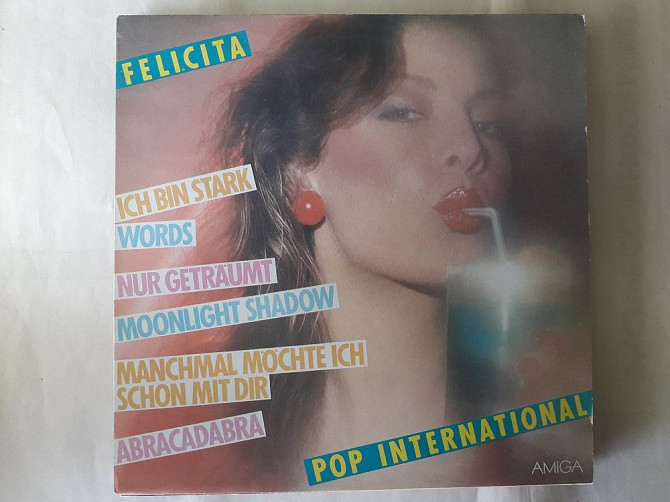 FELICITA
ICH BIN STARK
WORDS
NUR GETRÄUMT
MOONLIGHT SHADOW
MANCHMAL MÖCHTE ICH
SCHON MIT DIR
ABRACADABRA
POP INTERNATIONAL
AMIGA